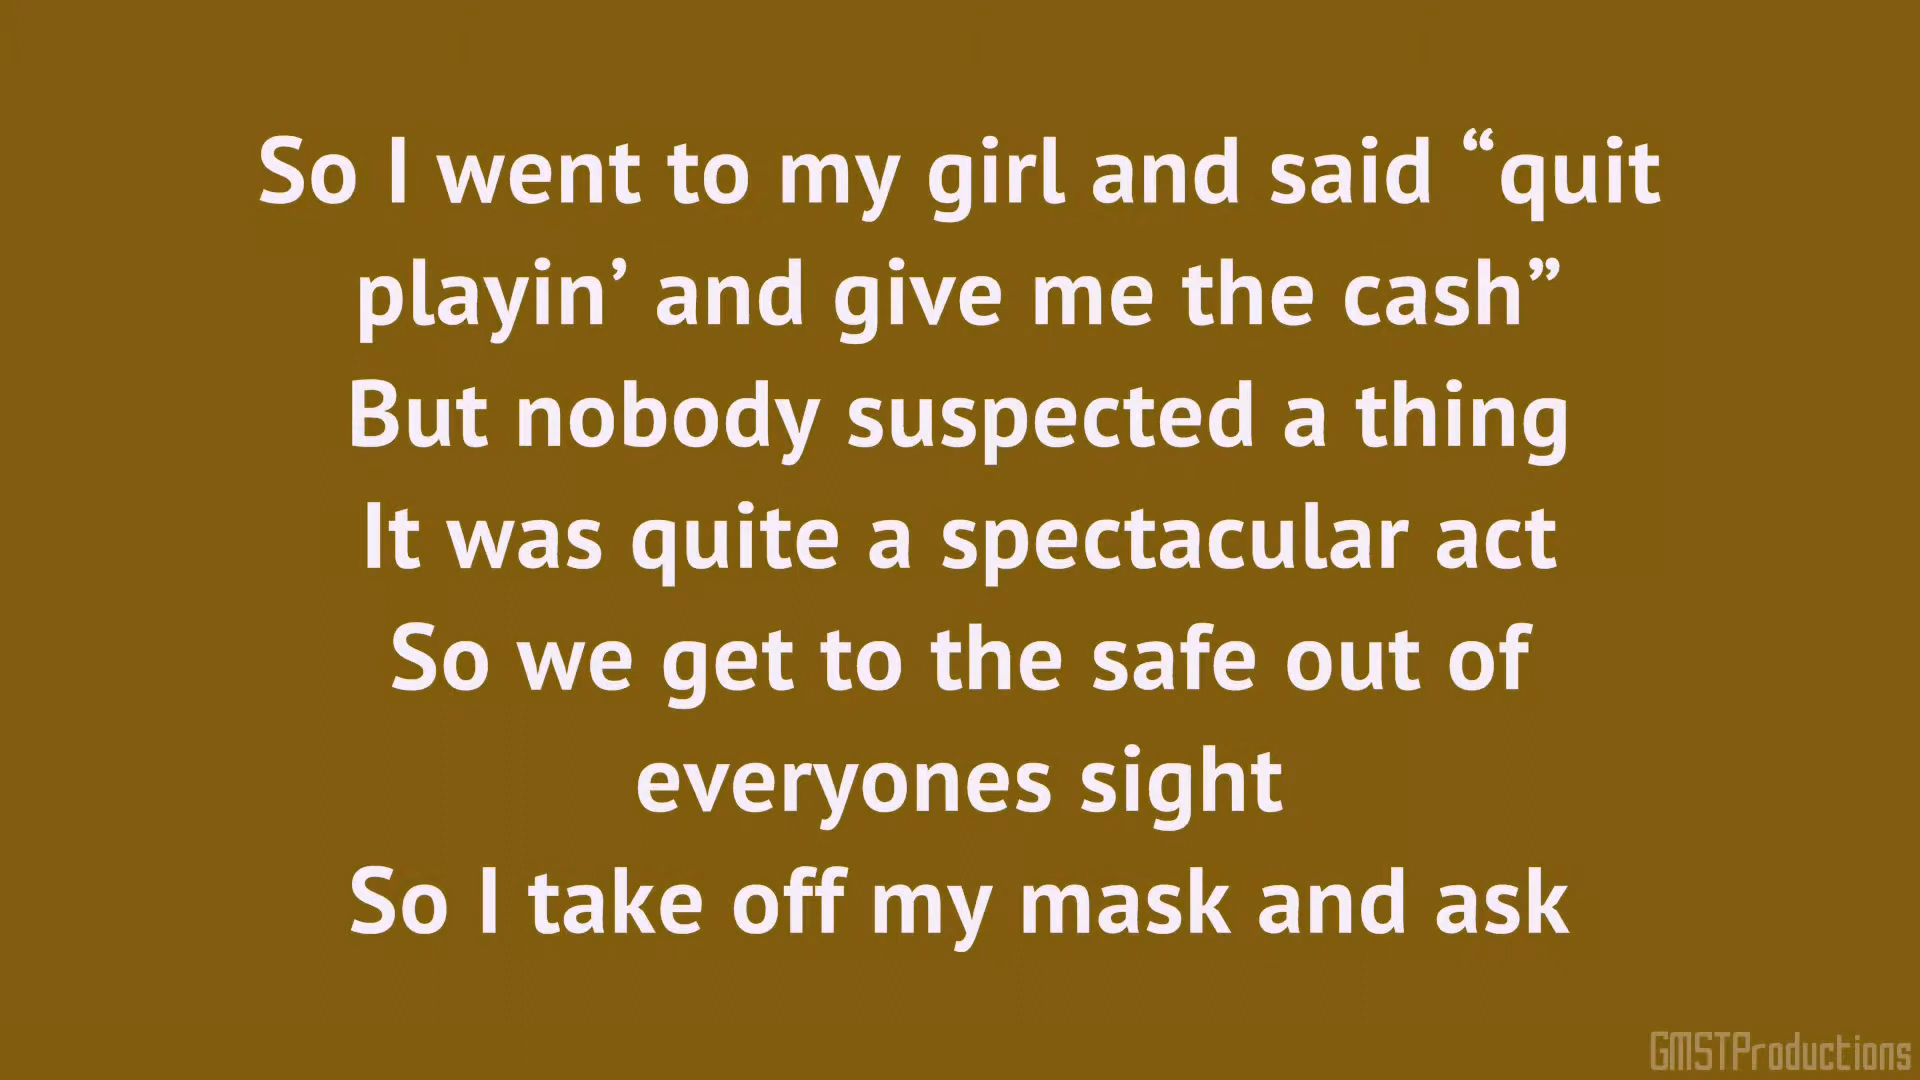 So I went to my girl and said “quit
playin’ and give me the cash”
But nobody suspected a thing
It was quite a spectacular act
So we get to the safe out of
everyones sight
So I take off my mask and ask
GMSTProductions